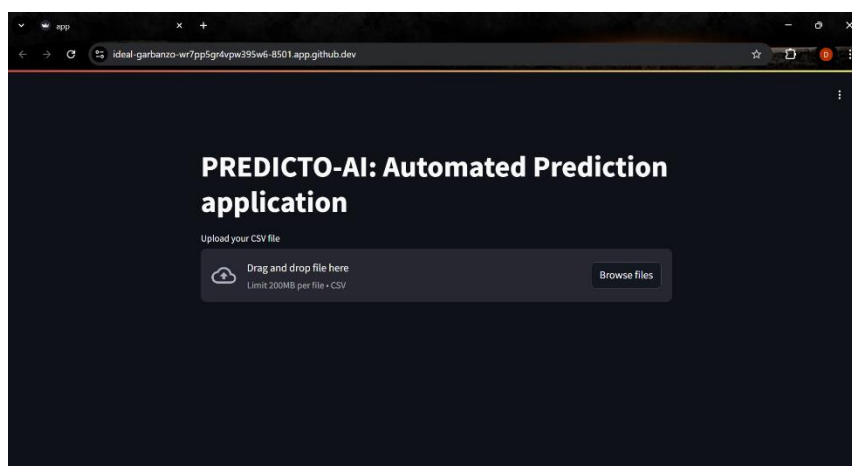 app
ideal-garbanzo-wr7pp5gr4vpw395w6-8501.app.github.dev
D
PREDICTO-AI: Automated Prediction
application
Upload your CSV file
Drag and drop file here
Limit 200MB per file • CSV
Browse files